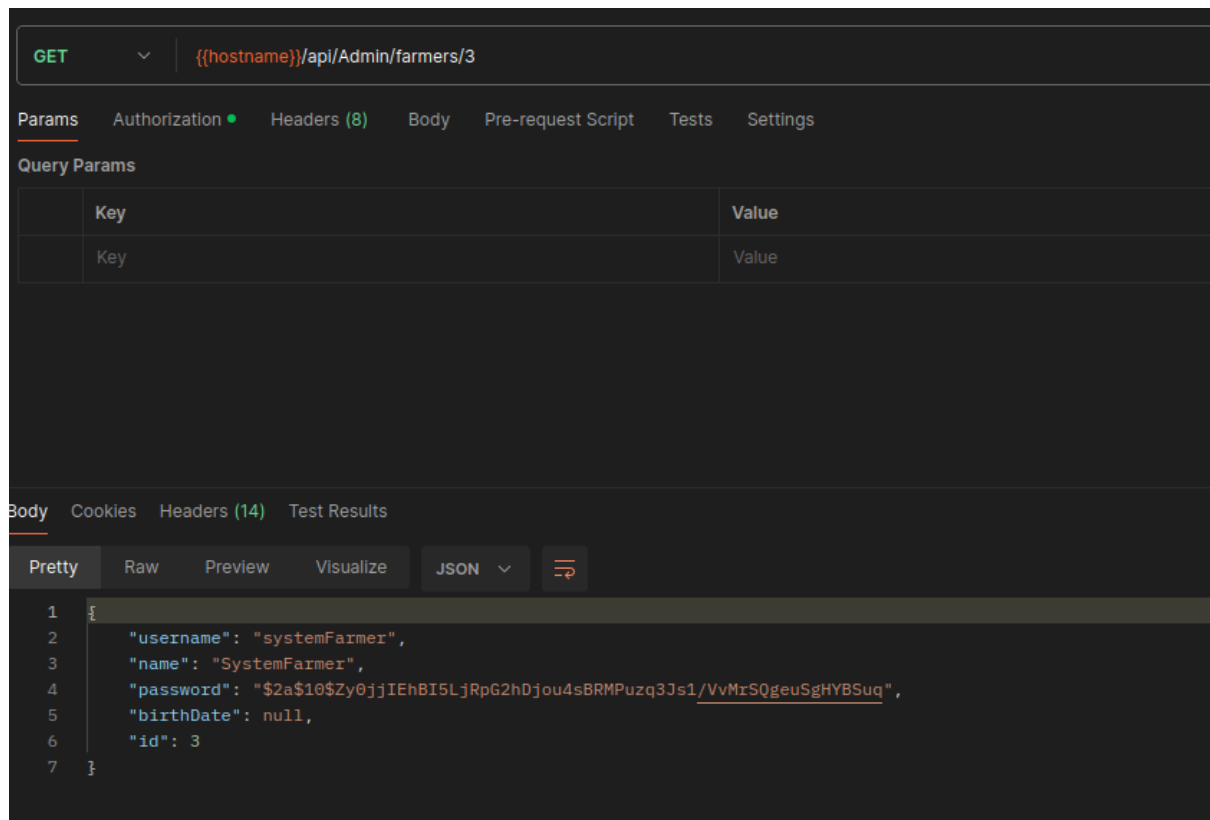 GET {{hostname}}/api/Admin/farmers/3
Params Authorization Headers (8) Body Pre-request Script Tests Settings
Query Params
Key Value
Key Value
Body Cookies Headers (14) Test Results
Pretty Raw Preview Visualize JSON
1 {
2 "username": "systemFarmer",
3 "name": "SystemFarmer",
4 "password": "$2a$10$Zy0jjIEhBI5LjRpG2hDjou4sBRMPuzq3Js1/VvMrSQgeuSgHYBSuq",
5 "birthDate": null,
6 "id": 3
7 }